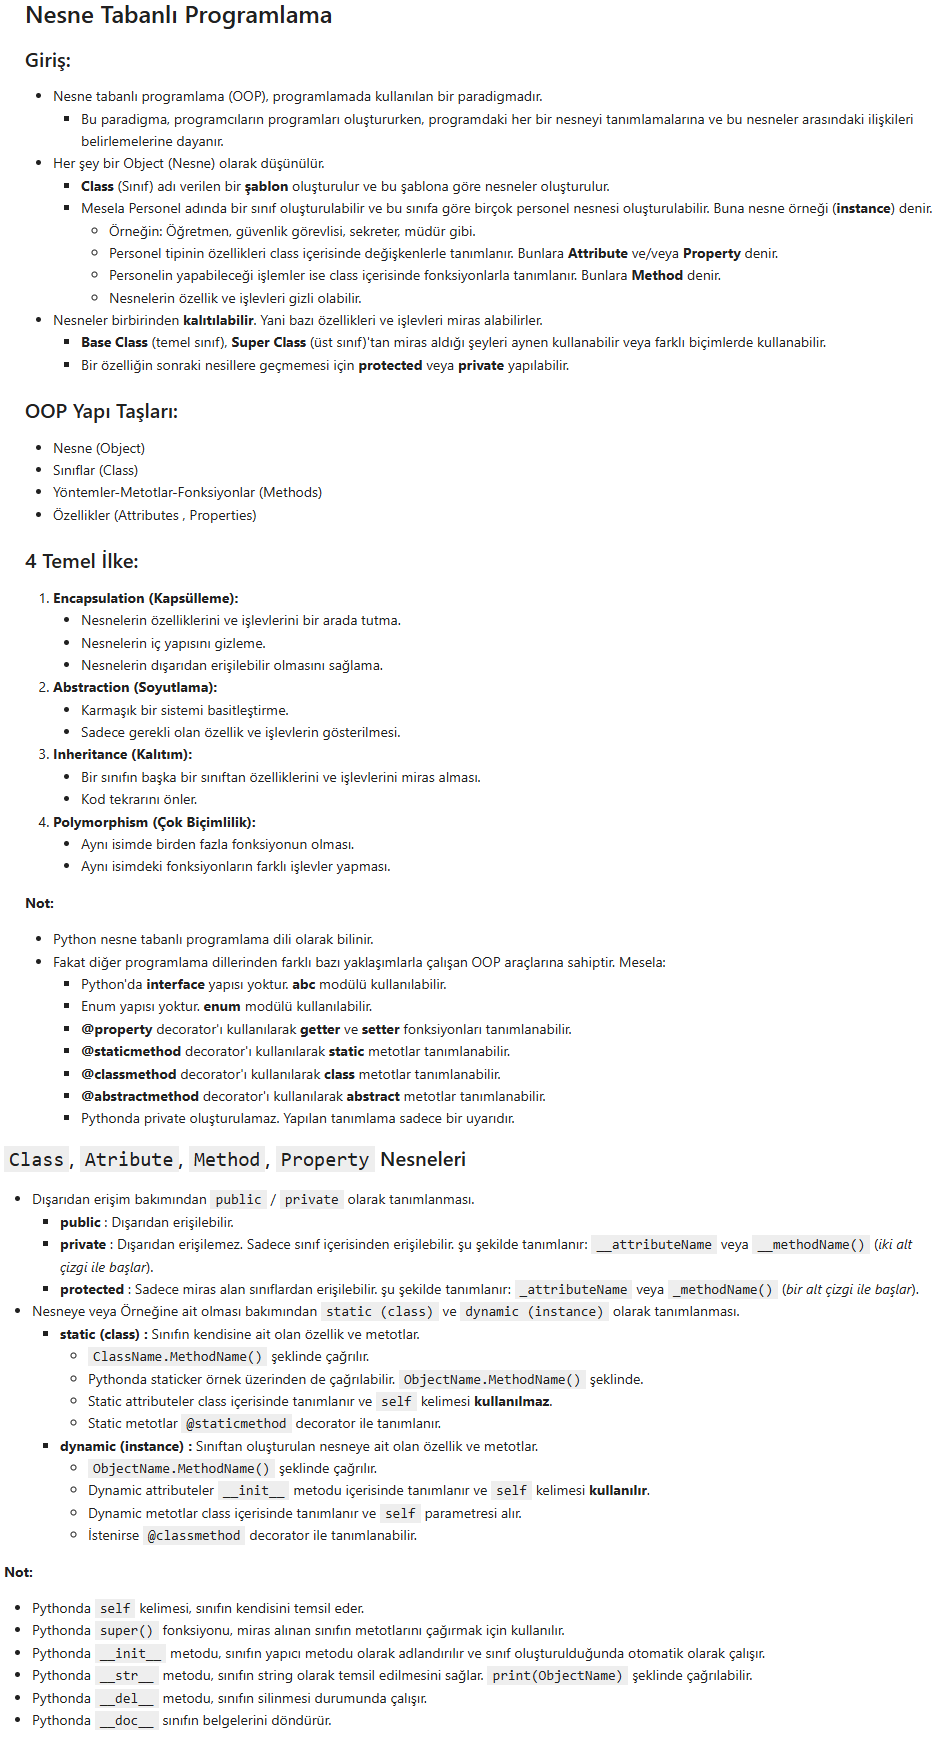 Nesne Tabanlı Programlama
Giriş:
Nesne tabanlı programlama (OOP), programlamada kullanılan bir paradigmadır.
Bu paradigma, programcıların programları oluştururken, programdaki her bir nesneyi tanımlamalarına ve bu nesneler arasındaki ilişkileri
belirlemelerine dayanır.
Her şey bir Object (Nesne) olarak düşünülür.
Class (Sınıf) adı verilen bir şablon oluşturulur ve bu şablona göre nesneler oluşturulur.
Mesela Personel adında bir sınıf oluşturulabilir ve bu sınıfa göre birçok personel nesnesi oluşturulabilir. Buna nesne örneği (instance) denir.
Örneğin: Öğretmen, güvenlik görevlisi, sekreter, müdür gibi.
Personel tipinin özellikleri class içerisinde değişkenlerle tanımlanır. Bunlara Attribute ve/veya Property denir.
Personelin yapabileceği işlemler ise class içerisinde fonksiyonlarla tanımlanır. Bunlara Method denir.
Nesnelerin özellik ve işlevleri gizli olabilir.
Nesneler birbirinden kalıtılabilir. Yani bazı özellikleri ve işlevleri miras alabilirler.
Base Class (temel sınıf), Super Class (üst sınıf)'tan miras aldığı şeyleri aynen kullanabilir veya farklı biçimlerde kullanabilir.
Bir özelliğin sonraki nesillere geçmemesi için protected veya private yapılabilir.
OOP Yapı Taşları:
Nesne (Object)
Sınıflar (Class)
Yöntemler-Metotlar-Fonksiyonlar (Methods)
Özellikler (Attributes , Properties)
4 Temel İlke:
1. Encapsulation (Kapsülleme):
Nesnelerin özelliklerini ve işlevlerini bir arada tutma.
Nesnelerin iç yapısını gizleme.
Nesnelerin dışarıdan erişilebilir olmasını sağlama.
2. Abstraction (Soyutlama):
Karmaşık bir sistemi basitleştirme.
Sadece gerekli olan özellik ve işlevlerin gösterilmesi.
3. Inheritance (Kalıtım):
Bir sınıfın başka bir sınıftan özelliklerini ve işlevlerini miras alması.
Kod tekrarını önler.
4. Polymorphism (Çok Biçimlilik):
Aynı isimde birden fazla fonksiyonun olması.
Aynı isimdeki fonksiyonların farklı işlevler yapması.
Not:
Python nesne tabanlı programlama dili olarak bilinir.
Fakat diğer programlama dillerinden farklı bazı yaklaşımlarla çalışan OOP araçlarına sahiptir. Mesela:
Python'da interface yapısı yoktur. abc modülü kullanılabilir.
Enum yapısı yoktur. enum modülü kullanılabilir.
@property decorator'ı kullanılarak getter ve setter fonksiyonları tanımlanabilir.
@staticmethod decorator'ı kullanılarak static metotlar tanımlanabilir.
@classmethod decorator'ı kullanılarak class metotlar tanımlanabilir.
@abstractmethod decorator'ı kullanılarak abstract metotlar tanımlanabilir.
Pythonda private oluşturulamaz. Yapılan tanımlama sadece bir uyarıdır.
Class, Atribute, Method, Property Nesneleri
Dışarıdan erişim bakımından public / private olarak tanımlanması.
public : Dışarıdan erişilebilir.
private : Dışarıdan erişilemez. Sadece sınıf içerisinden erişilebilir. şu şekilde tanımlanır: __attributeName veya __methodName() (iki alt
çizgi ile başlar).
protected : Sadece miras alan sınıflardan erişilebilir. şu şekilde tanımlanır: _attributeName veya _methodName() (bir alt çizgi ile başlar).
Nesneye veya Örneğine ait olması bakımından static (class) ve dynamic (instance) olarak tanımlanması.
static (class) : Sınıfın kendisine ait olan özellik ve metotlar.
ClassName.MethodName() şeklinde çağrılır.
Pythonda staticker örnek üzerinden de çağrılabilir. ObjectName.MethodName() şeklinde.
Static attributeler class içerisinde tanımlanır ve self kelimesi kullanılmaz.
Static metotlar @staticmethod decorator ile tanımlanır.
dynamic (instance) : Sınıftan oluşturulan nesneye ait olan özellik ve metotlar.
ObjectName.MethodName() şeklinde çağrılır.
Dynamic attributeler __init__ metodu içerisinde tanımlanır ve self kelimesi kullanılır.
Dynamic metotlar class içerisinde tanımlanır ve self parametresi alır.
İstenirse @classmethod decorator ile tanımlanabilir.
Not:
Pythonda self kelimesi, sınıfın kendisini temsil eder.
Pythonda super() fonksiyonu, miras alınan sınıfın metotlarını çağırmak için kullanılır.
Pythonda __init__ metodu, sınıfın yapıcı metodu olarak adlandırılır ve sınıf oluşturulduğunda otomatik olarak çalışır.
Pythonda __str__ metodu, sınıfın string olarak temsil edilmesini sağlar. print(ObjectName) şeklinde çağrılabilir.
Pythonda __del__ metodu, sınıfın silinmesi durumunda çalışır.
Pythonda __doc__ sınıfın belgelerini döndürür.